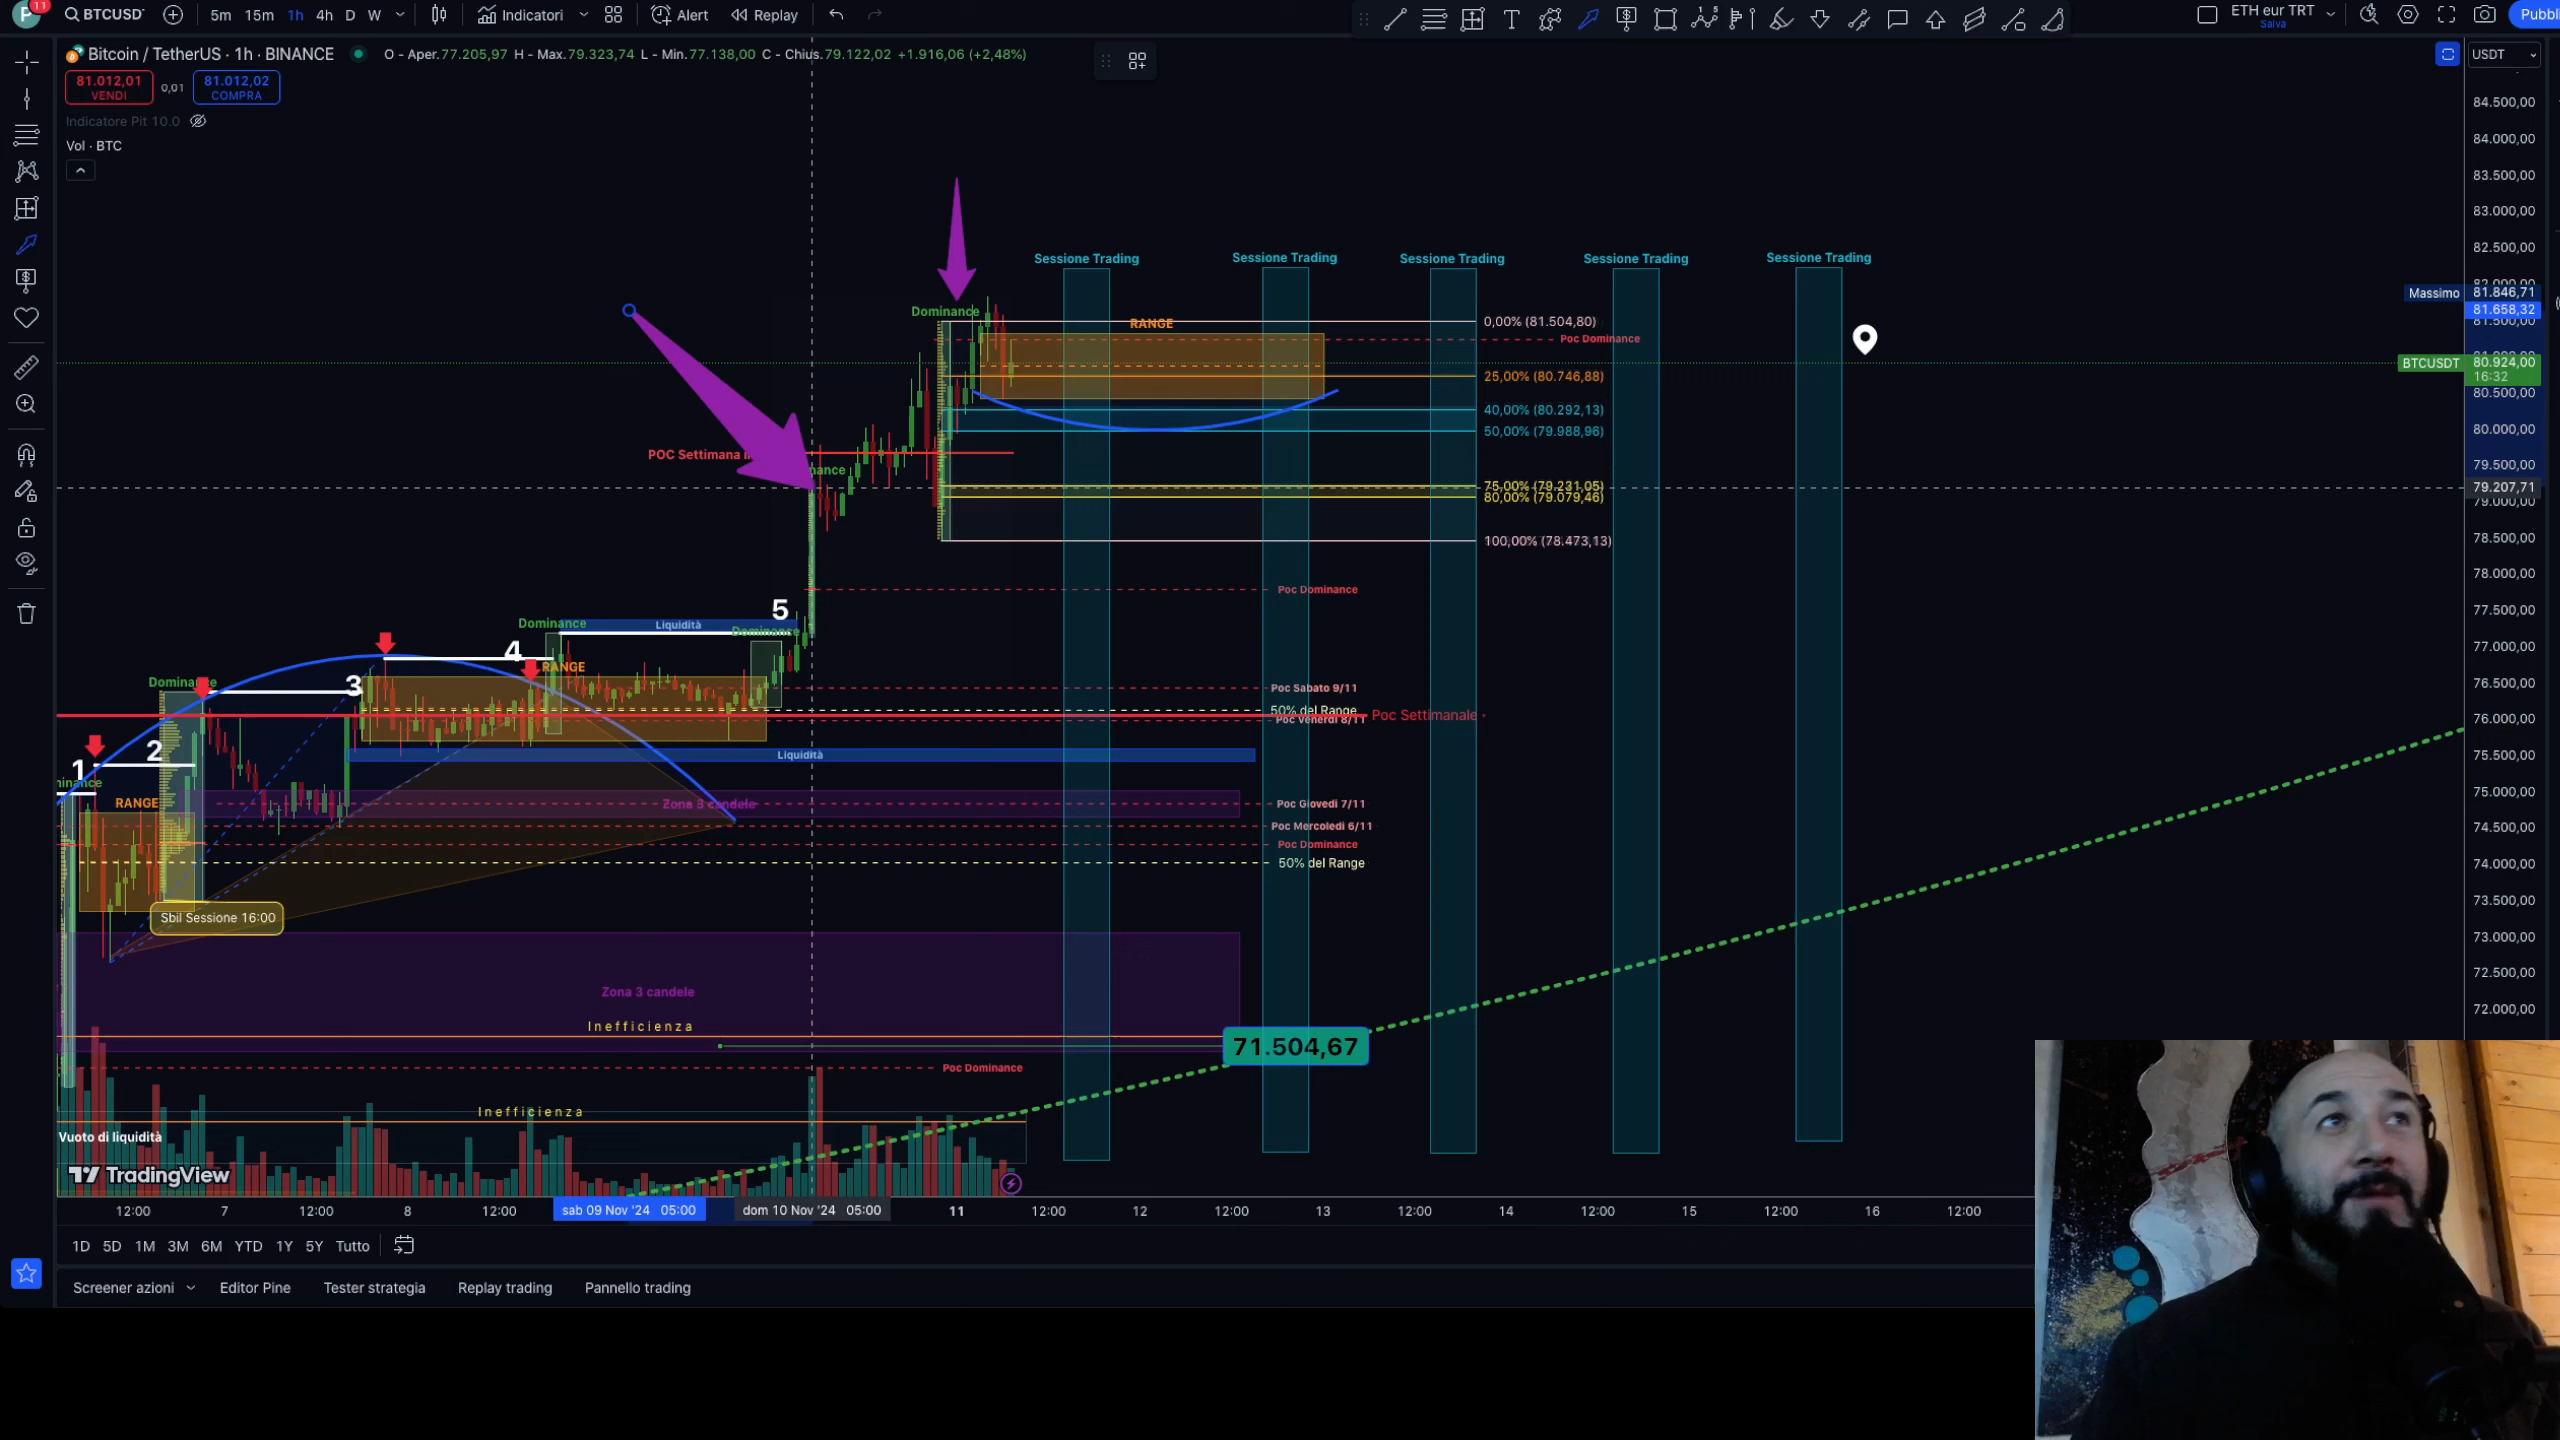 P 11 BTCUSD 5m 15m 1h 4h D W Indicatori Alert Replay ETH eur TRT Salva
Bitcoin / TetherUS · 1h · BINANCE O - Aper.77.205,97 H - Max.79.323,74 L - Min.77.138,00 C - Chius.79.122,02 +1.916,06 (+2,48%) USDT
81.012,01 VENDI 0,01 81.012,02 COMPRA
Indicatore Pit 10.0
Vol · BTC
84.500,00
84.000,00
83.500,00
83.000,00
82.500,00
Massimo 81.846,71
81.658,32
81.500,00
BTCUSDT 80.924,00
16:32
80.500,00
80.000,00
79.500,00
79.207,71
79.000,00
78.500,00
78.000,00
77.500,00
77.000,00
76.500,00
76.000,00
75.500,00
75.000,00
74.500,00
74.000,00
73.500,00
73.000,00
72.500,00
72.000,00
Sessione Trading Sessione Trading Sessione Trading Sessione Trading Sessione Trading
Dominance
RANGE
0,00% (81.504,80)
Poc Dominance
25,00% (80.746,88)
40,00% (80.292,13)
50,00% (79.988,96)
POC Settimana
75,00% (79.231,05)
80,00% (79.079,46)
100,00% (78.473,13)
Poc Dominance
5
Dominance Liquidità Dominance
4
RANGE
Dominance 3
Poc Sabato 9/11
50% del Range
Poc Settimanale
Poc Venerdì 8/11
2
1
Liquidità
RANGE
Zona 3 candele
Poc Giovedì 7/11
Poc Mercoledì 6/11
Poc Dominance
50% del Range
Sbil Sessione 16:00
Zona 3 candele
Inefficienza
71.504,67
Poc Dominance
Inefficienza
Vuoto di liquidità
TradingView
12:00 7 12:00 8 12:00 sab 09 Nov '24 05:00 dom 10 Nov '24 05:00 11 12:00 12 12:00 13 12:00 14 12:00 15 12:00 16 12:00
1D 5D 1M 3M 6M YTD 1Y 5Y Tutto
Screener azioni Editor Pine Tester strategia Replay trading Pannello trading